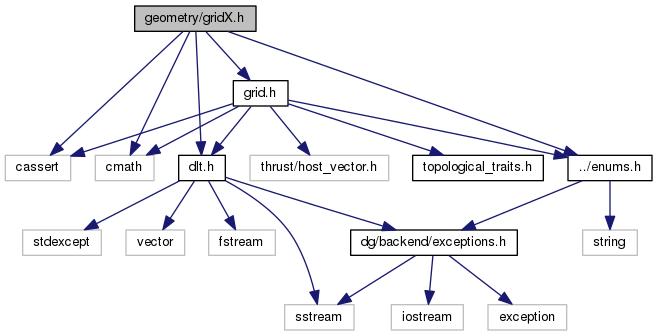 geometry/gridX.h
grid.h
cassert
cmath
dlt.h
thrust/host_vector.h
topological_traits.h
../enums.h
stdexcept
vector
fstream
dg/backend/exceptions.h
string
sstream
iostream
exception